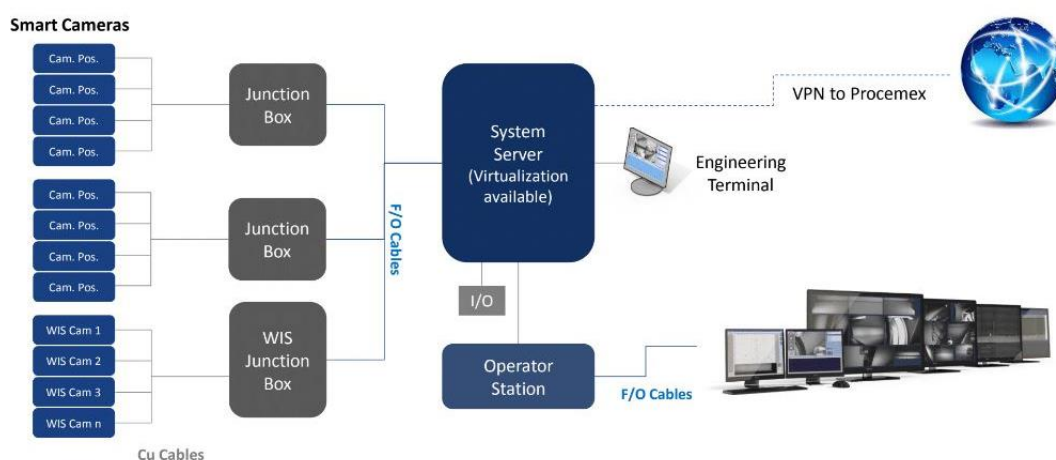 Smart Cameras
Cam. Pos.
Cam. Pos.
Cam. Pos.
Cam. Pos.
Junction
Box
Cam. Pos.
Cam. Pos.
Cam. Pos.
Cam. Pos.
Junction
Box
WIS Cam 1
WIS Cam 2
WIS Cam 3
WIS Cam n
WIS
Junction
Box
Cu Cables
F/O Cables
System
Server
(Virtualization
available)
VPN to Procemex
Engineering
Terminal
I/O
Operator
Station
F/O Cables